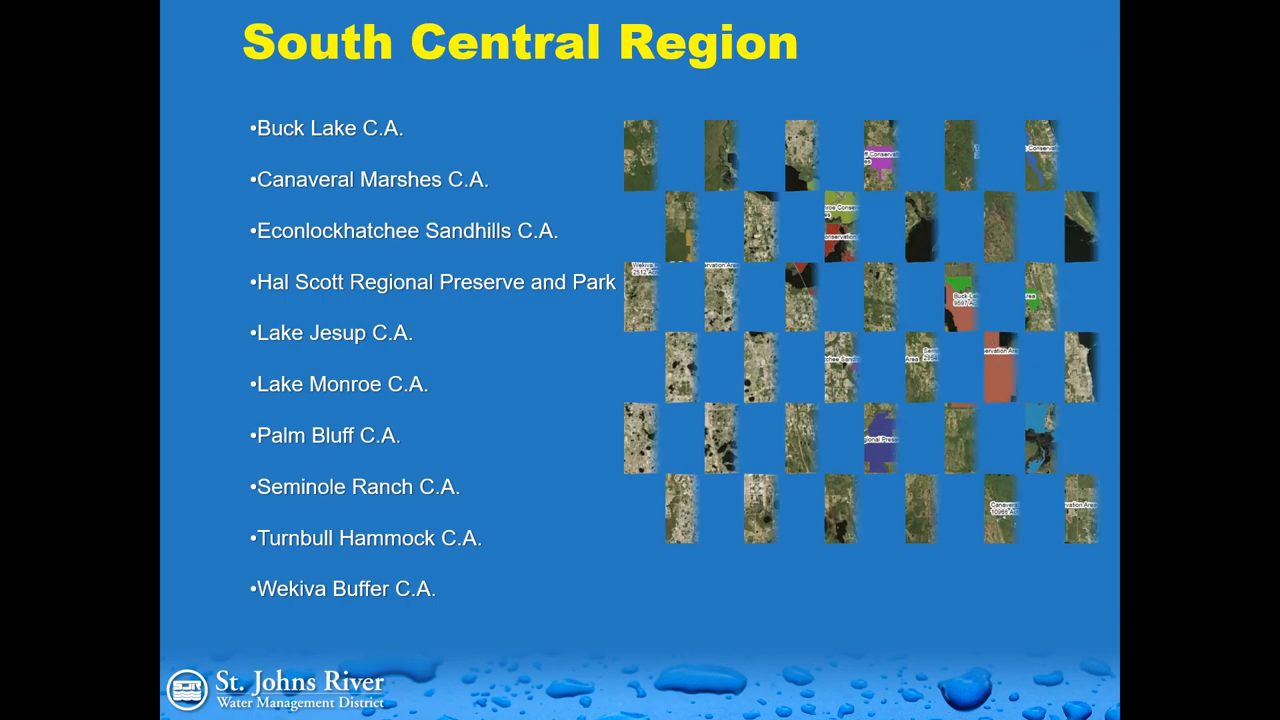 South Central Region
•Buck Lake C.A.
•Canaveral Marshes C.A.
•Econlockhatchee Sandhills C.A.
•Hal Scott Regional Preserve and Park
•Lake Jesup C.A.
•Lake Monroe C.A.
•Palm Bluff C.A.
•Seminole Ranch C.A.
•Turnbull Hammock C.A.
•Wekiva Buffer C.A.
St. Johns River
Water Management District